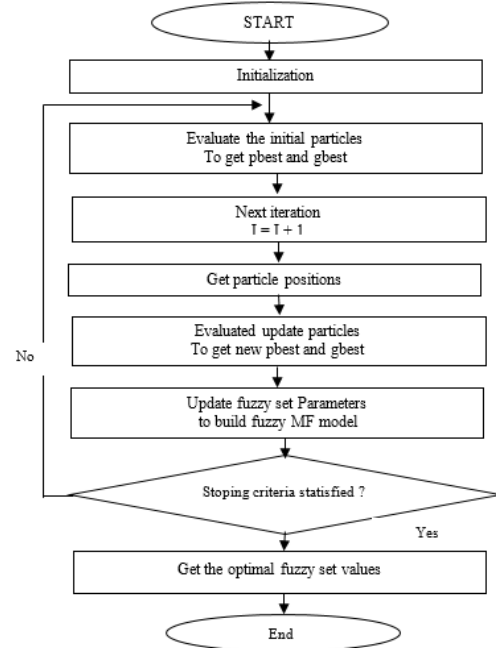 START
Initialization
Evaluate the initial particles
To get pbest and gbest
Next iteration
I = I + 1
Get particle positions
Evaluated update particles
To get new pbest and gbest
No
Update fuzzy set Parameters
to build fuzzy MF model
Stoping criteria statisfied ?
Yes
Get the optimal fuzzy set values
End